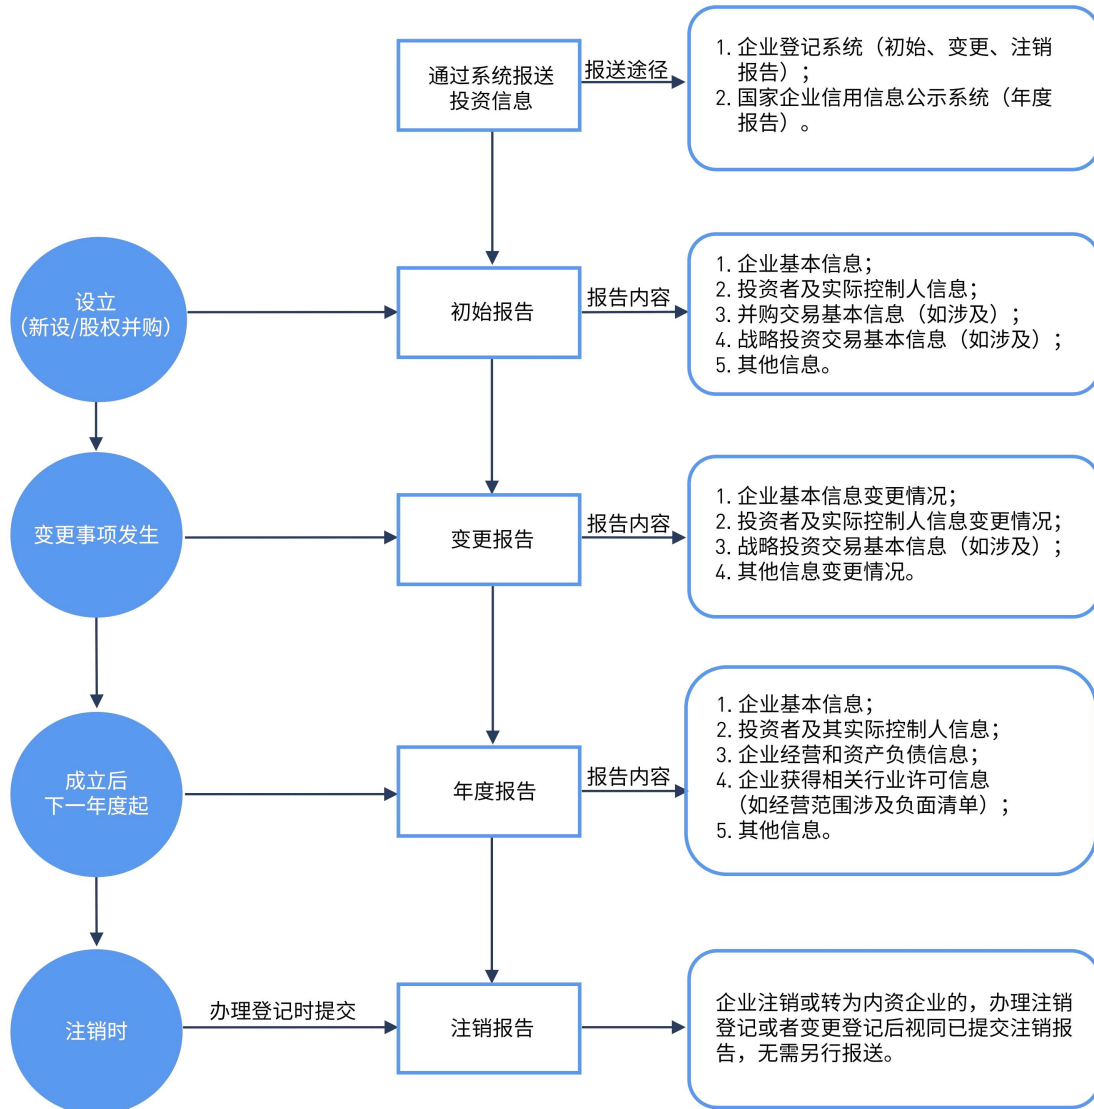 通过系统报送
投资信息
报送途径
1. 企业登记系统（初始、变更、注销
报告）；
2. 国家企业信用信息公示系统（年度
报告）。
设立
（新设/股权并购）
初始报告
报告内容
1. 企业基本信息；
2. 投资者及实际控制人信息；
3. 并购交易基本信息（如涉及）；
4. 战略投资交易基本信息（如涉及）；
5. 其他信息。
变更事项发生
变更报告
报告内容
1. 企业基本信息变更情况；
2. 投资者及实际控制人信息变更情况；
3. 战略投资交易基本信息（如涉及）；
4. 其他信息变更情况。
成立后
下一年度起
年度报告
报告内容
1. 企业基本信息；
2. 投资者及其实际控制人信息；
3. 企业经营和资产负债信息；
4. 企业获得相关行业许可信息
（如经营范围涉及负面清单）；
5. 其他信息。
注销时
办理登记时提交
注销报告
企业注销或转为内资企业的，办理注销
登记或者变更登记后视同已提交注销报
告，无需另行报送。